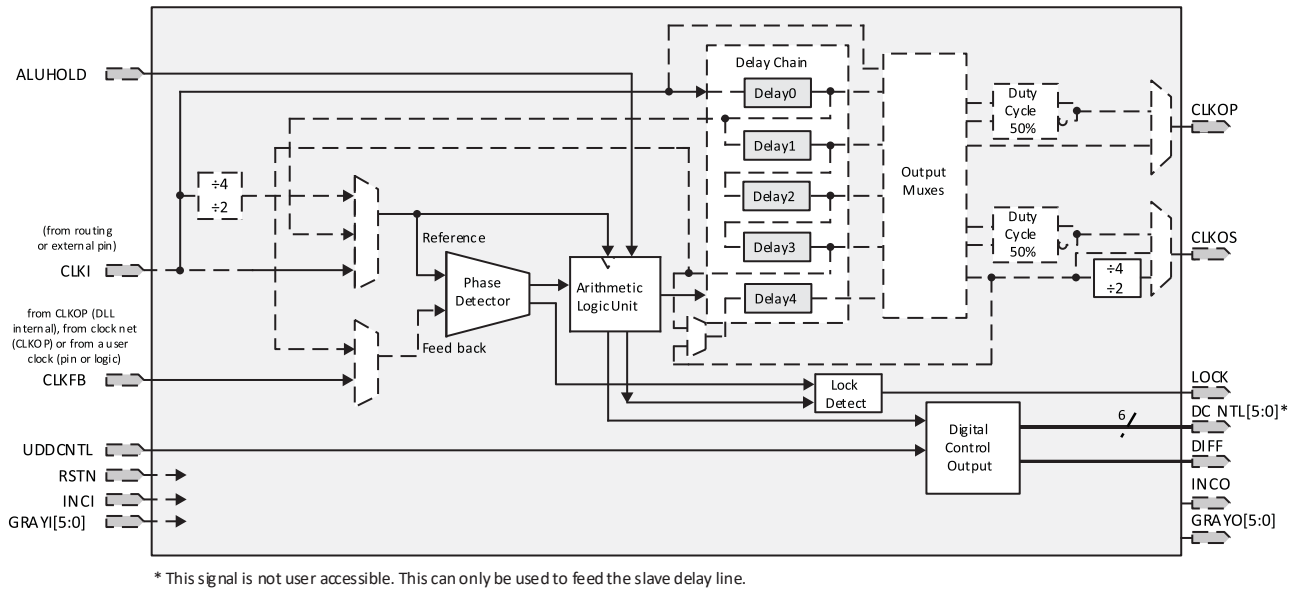 ALUHOLD
Delay Chain
Delay0
Delay1
Delay2
Delay3
Delay4
Output
Muxes
Duty
Cycle
50%
CLKOP
Duty
Cycle
50%
CLKOS
÷4
÷2
÷4
÷2
(from routing
or external pin)
CLKI
Reference
Phase
Detector
Feed back
Arithmetic
Logic Unit
from CLKOP (DLL
internal), from clock net
(CLKOP) or from a user
clock (pin or logic)
CLKFB
Lock
Detect
LOCK
6
DC NTL[5:0]*
Digital
Control
Output
DIFF
UDDCNTL
RSTN
INCI
GRAYI[5:0]
INCO
GRAYO[5:0]
* This signal is not user accessible. This can only be used to feed the slave delay line.